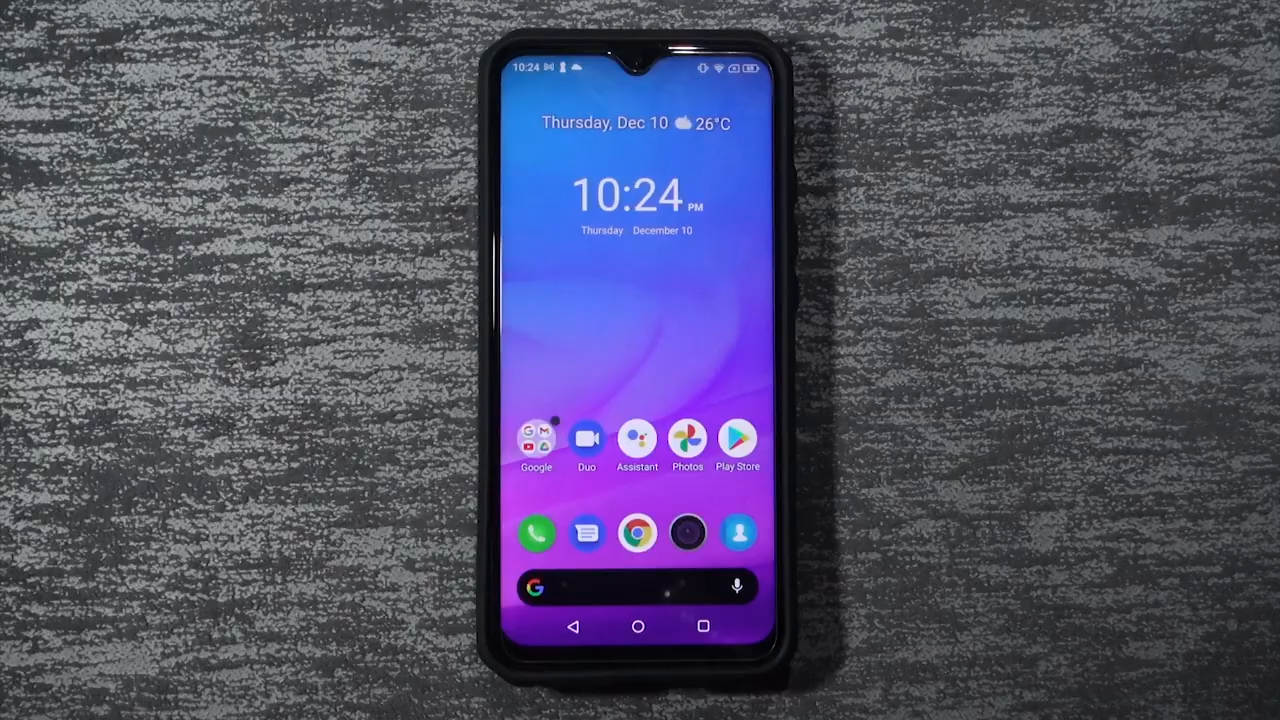 10:24
Thursday, Dec 10 26°C
10:24 PM
Thursday December 10
Google Duo Assistant Photos Play Store